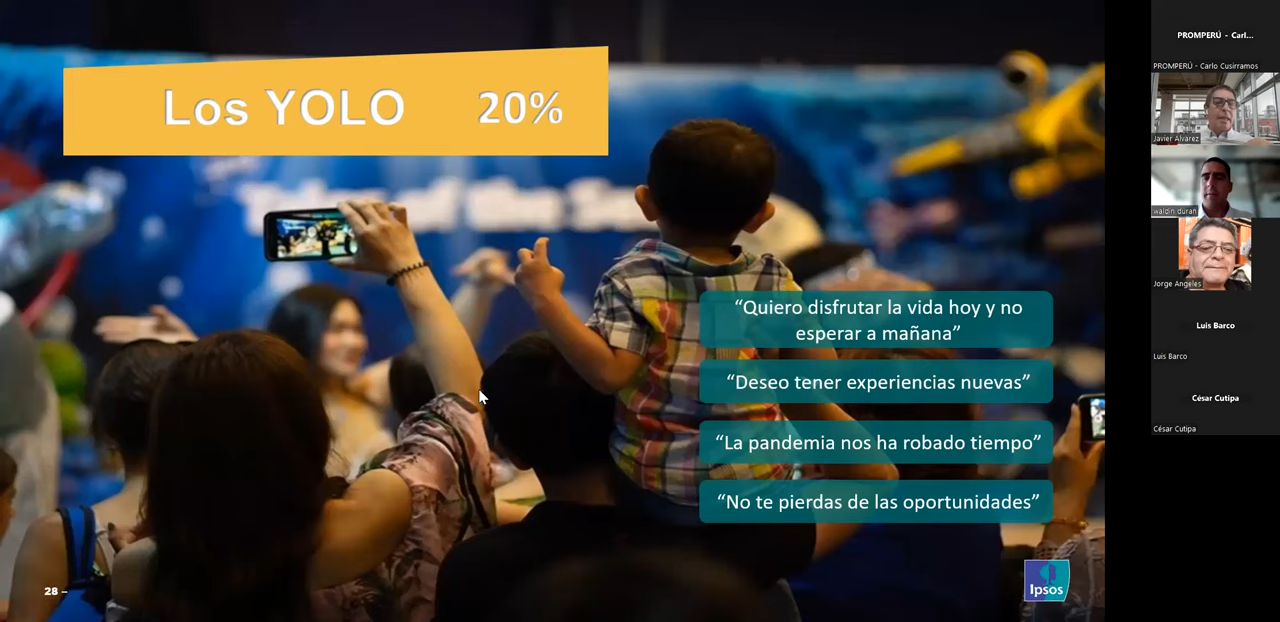 Los YOLO 20%
“Quiero disfrutar la vida hoy y no
esperar a mañana”
“Deseo tener experiencias nuevas”
“La pandemia nos ha robado tiempo”
“No te pierdas de las oportunidades”
28 –
Ipsos
PROMPERÚ - Carl...
PROMPERÚ - Carlo Cusirramos
Javier Alvarez
waldin duran
Jorge Angeles
Luis Barco
Luis Barco
César Cutipa
César Cutipa